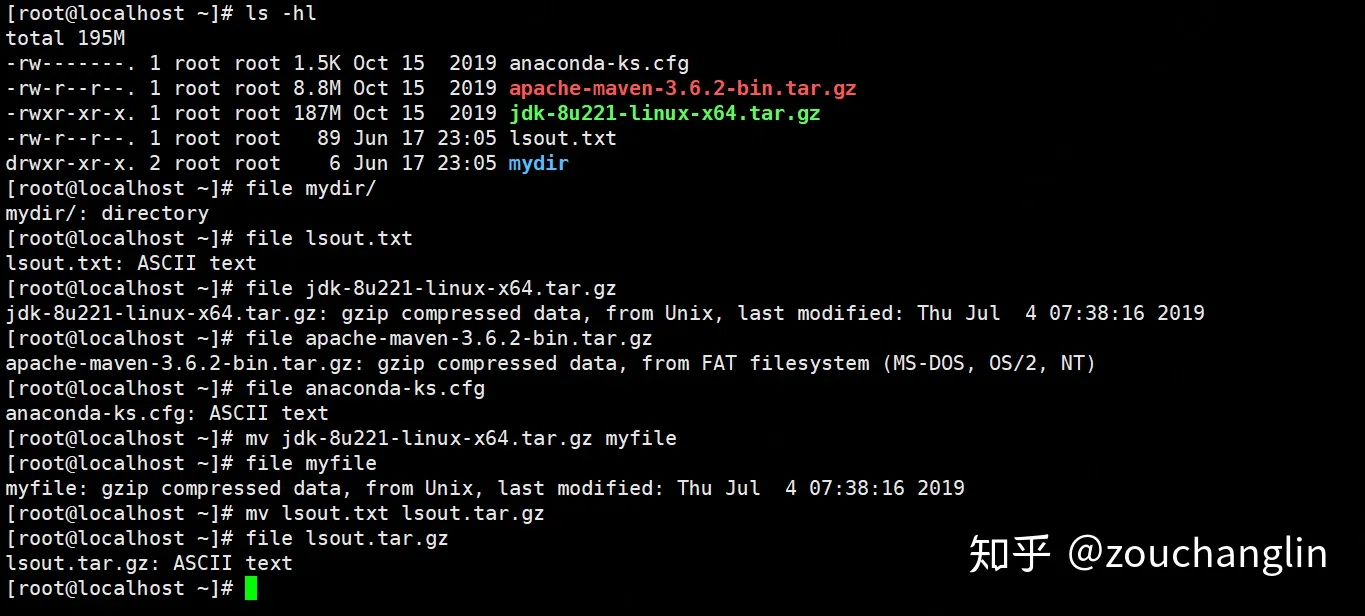 [root@localhost ~]# ls -hl
total 195M
-rw-------. 1 root root 1.5K Oct 15  2019 anaconda-ks.cfg
-rw-r--r--. 1 root root 8.8M Oct 15  2019 apache-maven-3.6.2-bin.tar.gz
-rwxr-xr-x. 1 root root 187M Oct 15  2019 jdk-8u221-linux-x64.tar.gz
-rw-r--r--. 1 root root   89 Jun 17 23:05 lsout.txt
drwxr-xr-x. 2 root root    6 Jun 17 23:05 mydir
[root@localhost ~]# file mydir/
mydir/: directory
[root@localhost ~]# file lsout.txt
lsout.txt: ASCII text
[root@localhost ~]# file jdk-8u221-linux-x64.tar.gz
jdk-8u221-linux-x64.tar.gz: gzip compressed data, from Unix, last modified: Thu Jul  4 07:38:16 2019
[root@localhost ~]# file apache-maven-3.6.2-bin.tar.gz
apache-maven-3.6.2-bin.tar.gz: gzip compressed data, from FAT filesystem (MS-DOS, OS/2, NT)
[root@localhost ~]# file anaconda-ks.cfg
anaconda-ks.cfg: ASCII text
[root@localhost ~]# mv jdk-8u221-linux-x64.tar.gz myfile
[root@localhost ~]# file myfile
myfile: gzip compressed data, from Unix, last modified: Thu Jul  4 07:38:16 2019
[root@localhost ~]# mv lsout.txt lsout.tar.gz
[root@localhost ~]# file lsout.tar.gz
lsout.tar.gz: ASCII text
[root@localhost ~]#
知乎 @zouchanglin